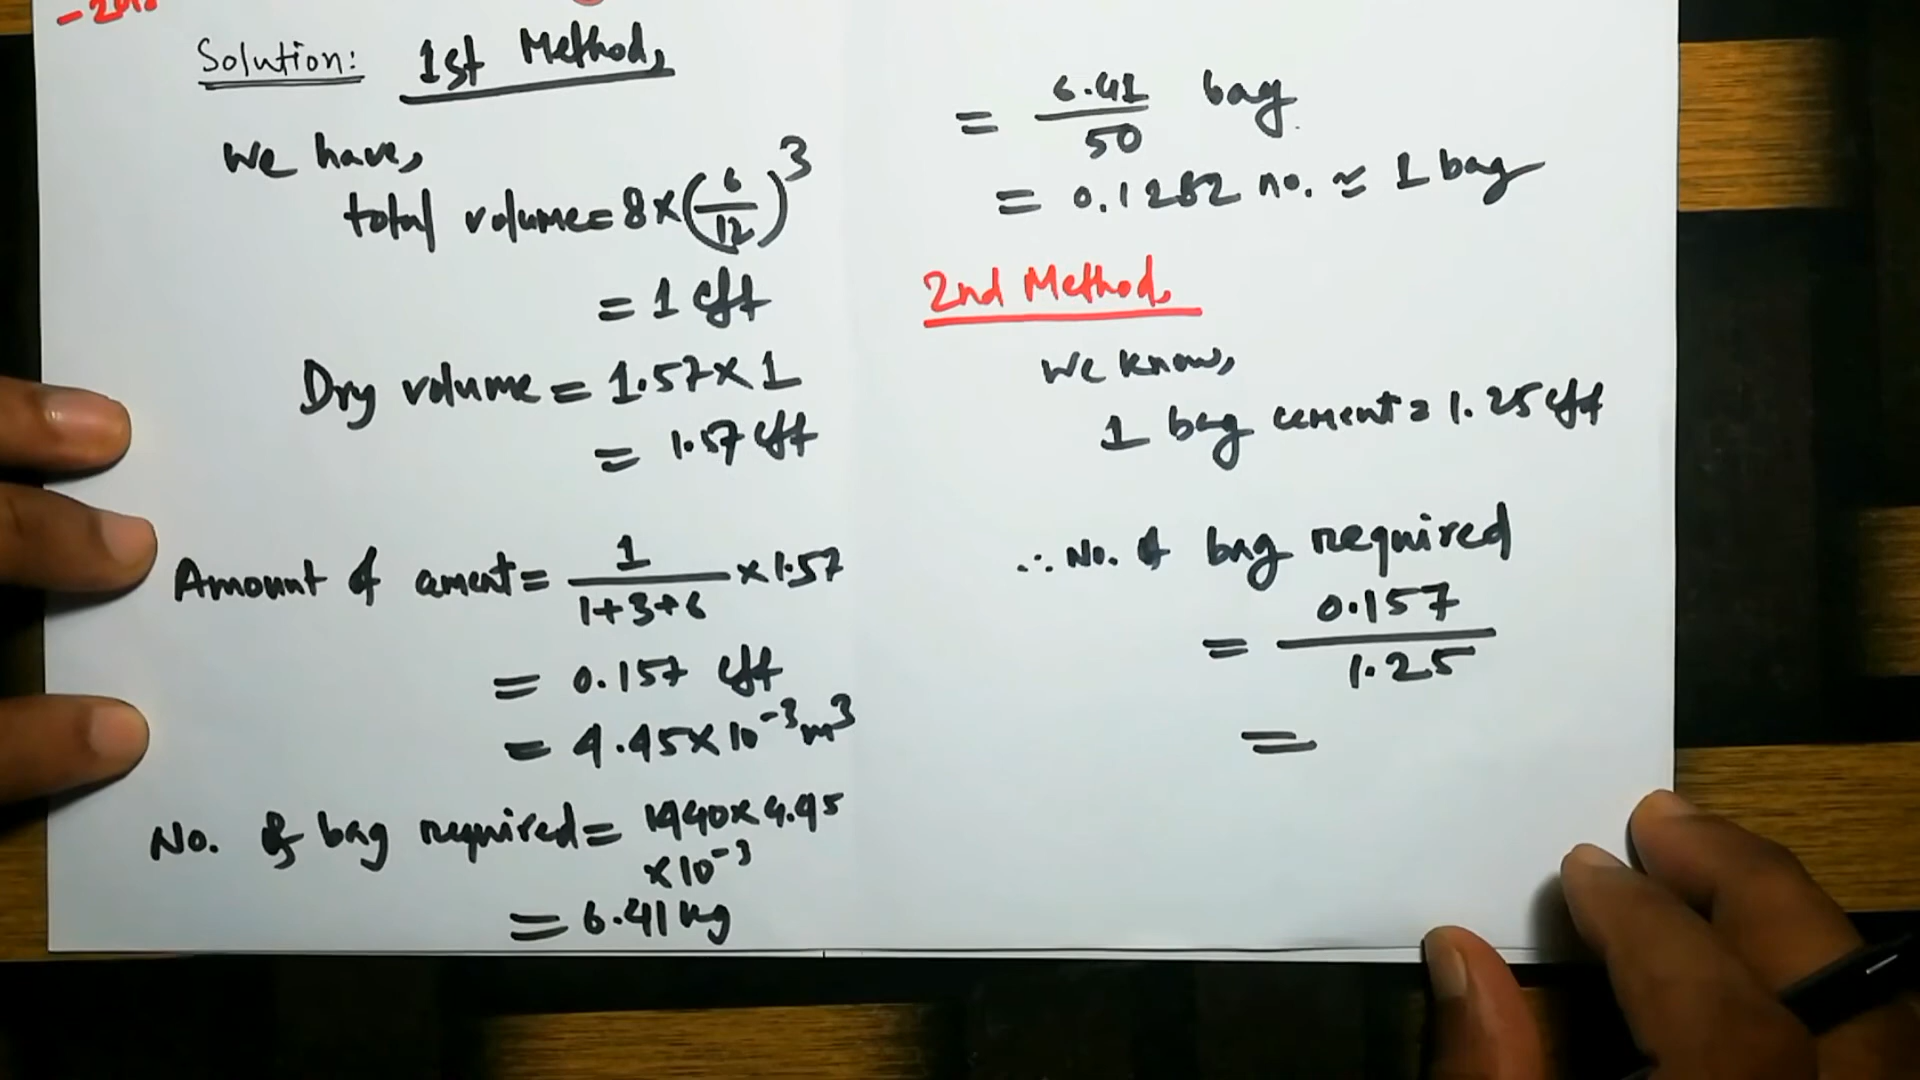 Solution: 1st Method,
We have,
total volume = 8 × (6/12)³
= 1 cft
Dry volume = 1.57 × 1
= 1.57 cft
Amount of cement = 1/(1+3+6) × 1.57
= 0.157 cft
= 4.45 × 10⁻³ m³
No. of bag required = 1440 × 4.45
× 10⁻³
= 6.41 kg
= 6.41/50 bag
= 0.1282 no. ≈ 1 bag
2nd Method,
We know,
1 bag cement = 1.25 cft
∴ No. of bag required
= 0.157/1.25
=